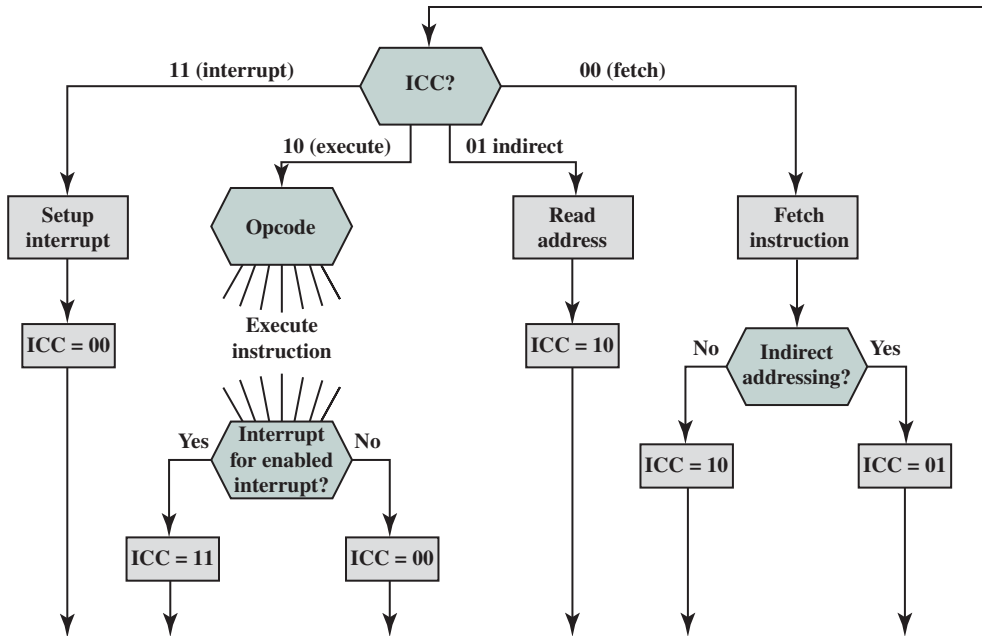 ICC?
11 (interrupt)
00 (fetch)
10 (execute)
01 indirect
Setup
interrupt
Opcode
Read
address
Fetch
instruction
ICC = 00
Execute
instruction
ICC = 10
No
Indirect
addressing?
Yes
Yes
Interrupt
for enabled
interrupt?
No
ICC = 10
ICC = 01
ICC = 11
ICC = 00